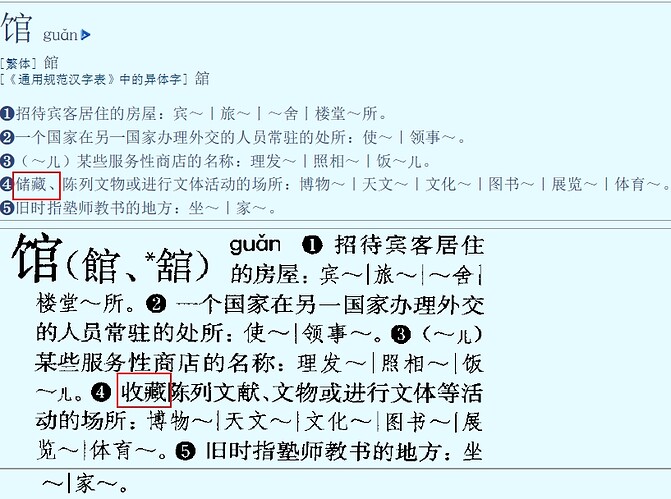 馆 guǎn
[繁体] 館
[《通用规范汉字表》中的异体字] 舘
❶招待宾客居住的房屋：宾～｜旅～｜～舍｜楼堂～所。
❷一个国家在另一国家办理外交的人员常驻的处所：使～｜领事～。
❸（～儿）某些服务性商店的名称：理发～｜照相～｜饭～儿。
❹储藏、陈列文物或进行文体活动的场所：博物～｜天文～｜文化～｜图书～｜展览～｜体育～。
❺旧时指塾师教书的地方：坐～｜家～。
馆（館、*舘） guǎn ❶ 招待宾客居住
的房屋：宾～｜旅～｜～舍｜
楼堂～所。❷ 一个国家在另一国家办理外交
的人员常驻的处所：使～｜领事～。❸（～儿）
某些服务性商店的名称：理发～｜照相～｜饭
～儿。❹ 收藏陈列文献、文物或进行文体等活
动的场所：博物～｜天文～｜文化～｜图书～｜展
览～｜体育～。❺ 旧时指塾师教书的地方：坐
～｜家～。